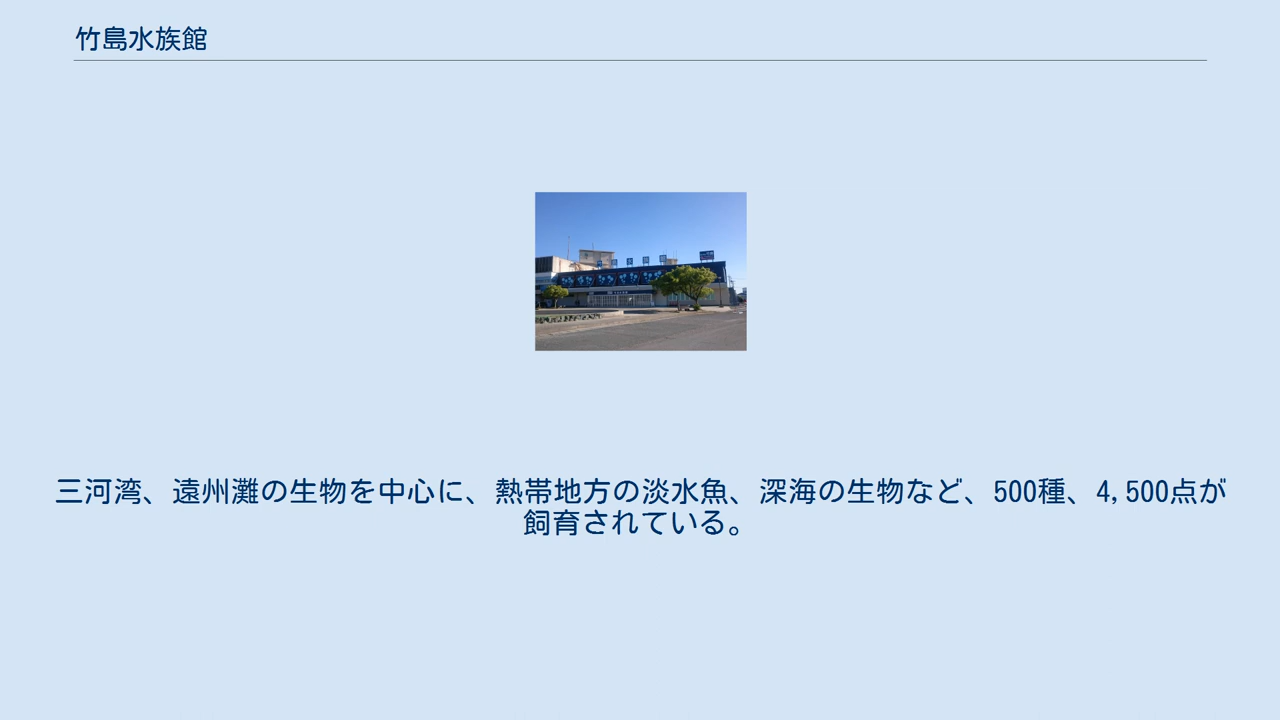 竹島水族館
三河湾、遠州灘の生物を中心に、熱帯地方の淡水魚、深海の生物など、500種、4,500点が
飼育されている。